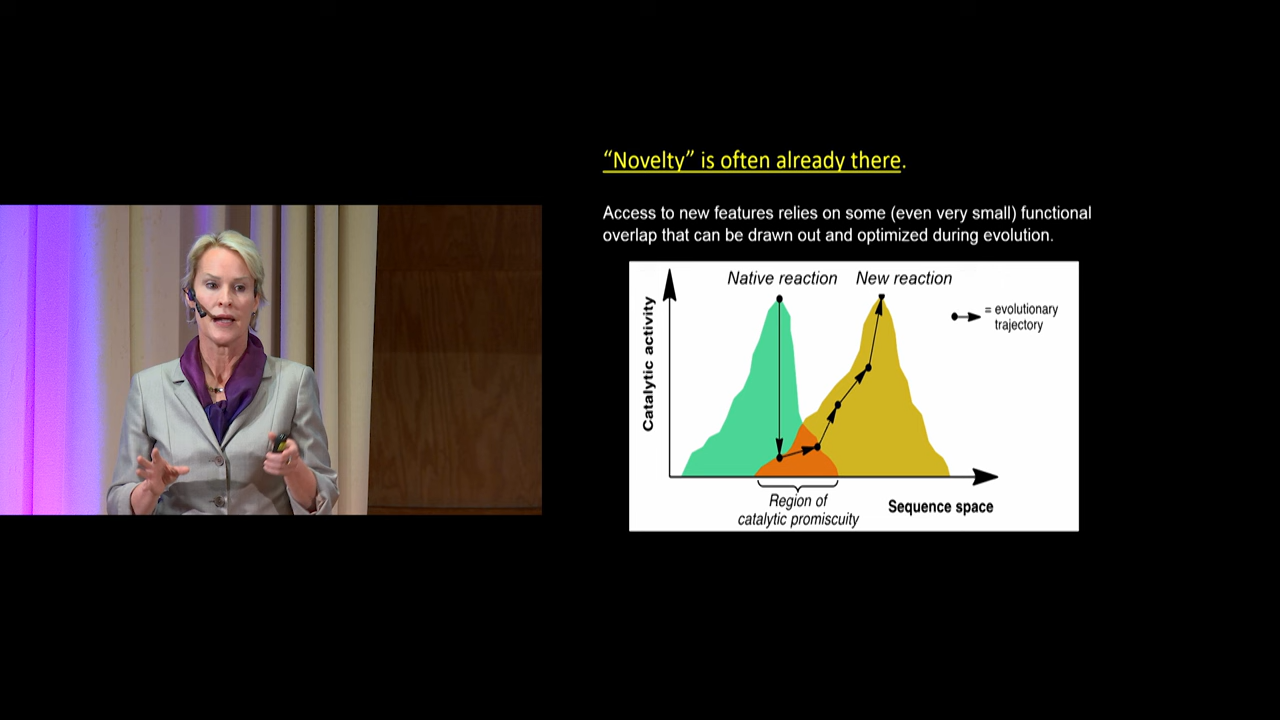 “Novelty” is often already there.
Access to new features relies on some (even very small) functional
overlap that can be drawn out and optimized during evolution.
Native reaction
New reaction
= evolutionary
trajectory
Catalytic activity
Region of
catalytic promiscuity
Sequence space